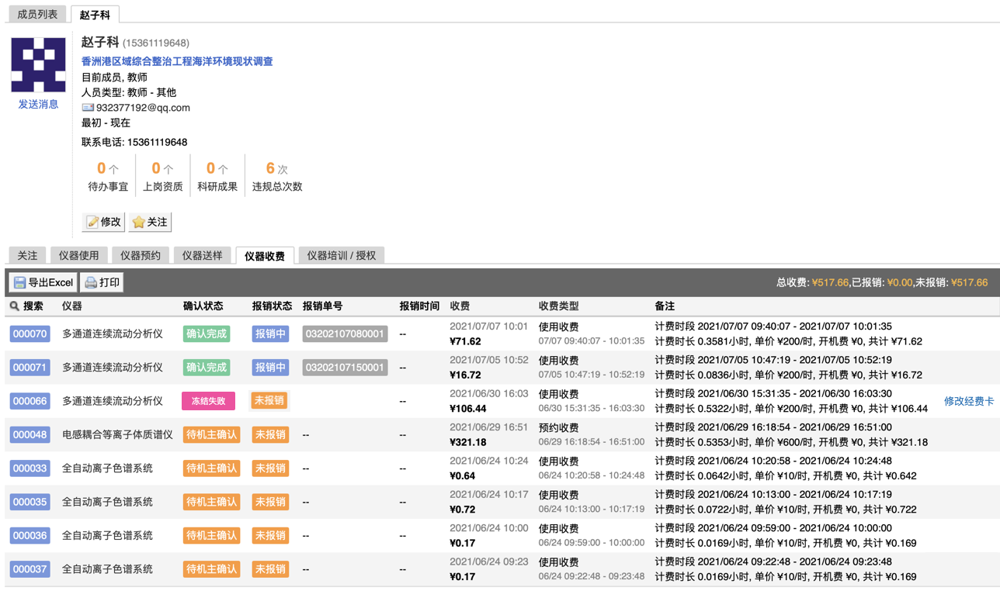 成员列表 赵子科
赵子科 (15361119648)
香洲港区域综合整治工程海洋环境现状调查
目前成员, 教师
人员类型: 教师 - 其他
932377192@qq.com
发送消息
最初 - 现在
联系电话: 15361119648
0 个 0 个 0 个 6 次
待办事宜 上岗资质 科研成果 违规总次数
修改 关注
关注 仪器使用 仪器预约 仪器送样 仪器收费 仪器培训 / 授权
导出Excel 打印 总收费: ¥517.66,已报销: ¥0.00,未报销: ¥517.66
搜索 仪器 确认状态 报销状态 报销单号 报销时间 收费 收费类型 备注
000070 多通道连续流动分析仪 确认完成 报销中 03202107080001 -- 2021/07/07 10:01 使用收费 计费时段 2021/07/07 09:40:07 - 2021/07/07 10:01:35
¥71.62 07/07 09:40:07 - 10:01:35 计费时长 0.3581小时, 单价 ¥200/时, 开机费 ¥0, 共计 ¥71.62
000071 多通道连续流动分析仪 确认完成 报销中 03202107150001 -- 2021/07/05 10:52 使用收费 计费时段 2021/07/05 10:47:19 - 2021/07/05 10:52:19
¥16.72 07/05 10:47:19 - 10:52:19 计费时长 0.0836小时, 单价 ¥200/时, 开机费 ¥0, 共计 ¥16.72
000066 多通道连续流动分析仪 冻结失败 未报销 -- 2021/06/30 16:03 使用收费 计费时段 2021/06/30 15:31:35 - 2021/06/30 16:03:30 修改经费卡
¥106.44 06/30 15:31:35 - 16:03:30 计费时长 0.5322小时, 单价 ¥200/时, 开机费 ¥0, 共计 ¥106.44
000048 电感耦合等离子体质谱仪 待机主确认 未报销 -- -- 2021/06/29 16:51 预约收费 计费时段 2021/06/29 16:18:54 - 2021/06/29 16:51:00
¥321.18 06/29 16:18:54 - 16:51:00 计费时长 0.5353小时, 单价 ¥600/时, 开机费 ¥0, 共计 ¥321.18
000033 全自动离子色谱系统 待机主确认 未报销 -- -- 2021/06/24 10:24 使用收费 计费时段 2021/06/24 10:20:58 - 2021/06/24 10:24:48
¥0.64 06/24 10:20:58 - 10:24:48 计费时长 0.0642小时, 单价 ¥10/时, 开机费 ¥0, 共计 ¥0.642
000035 全自动离子色谱系统 待机主确认 未报销 -- -- 2021/06/24 10:17 使用收费 计费时段 2021/06/24 10:13:00 - 2021/06/24 10:17:19
¥0.72 06/24 10:13:00 - 10:17:19 计费时长 0.0722小时, 单价 ¥10/时, 开机费 ¥0, 共计 ¥0.722
000036 全自动离子色谱系统 待机主确认 未报销 -- -- 2021/06/24 10:00 使用收费 计费时段 2021/06/24 09:59:00 - 2021/06/24 10:00:00
¥0.17 06/24 09:59:00 - 10:00:00 计费时长 0.0169小时, 单价 ¥10/时, 开机费 ¥0, 共计 ¥0.169
000037 全自动离子色谱系统 待机主确认 未报销 -- -- 2021/06/24 09:23 使用收费 计费时段 2021/06/24 09:22:48 - 2021/06/24 09:23:48
¥0.17 06/24 09:22:48 - 09:23:48 计费时长 0.0169小时, 单价 ¥10/时, 开机费 ¥0, 共计 ¥0.169